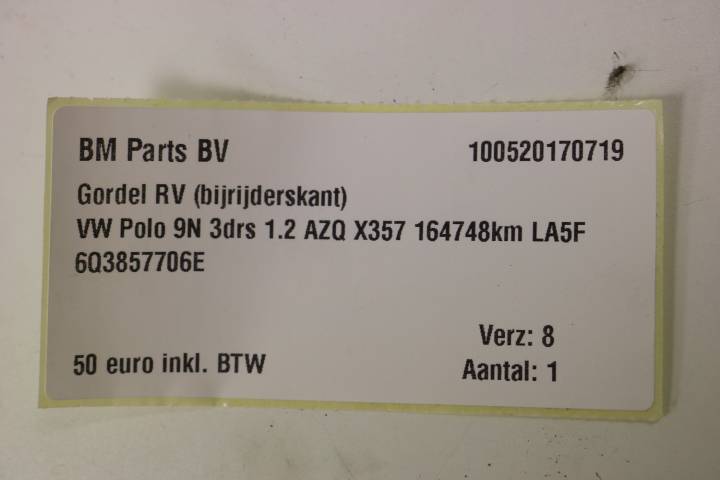 BM Parts BV 100520170719
Gordel RV (bijrijderskant)
VW Polo 9N 3drs 1.2 AZQ X357 164748km LA5F
6Q3857706E
Verz: 8
50 euro inkl. BTW Aantal: 1